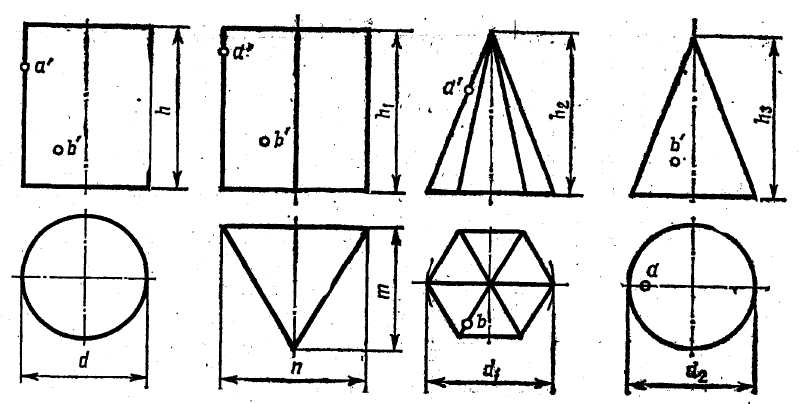 a′ b′ h
a′ b′ h₁
a′ h₂
b′ h₃
d
m n
b d₁
a d₂